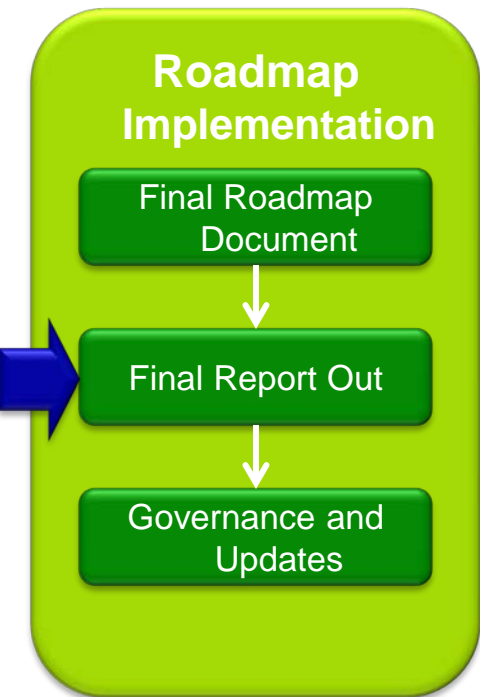 Roadmap
Implementation
Final Roadmap
Document
Final Report Out
Governance and
Updates